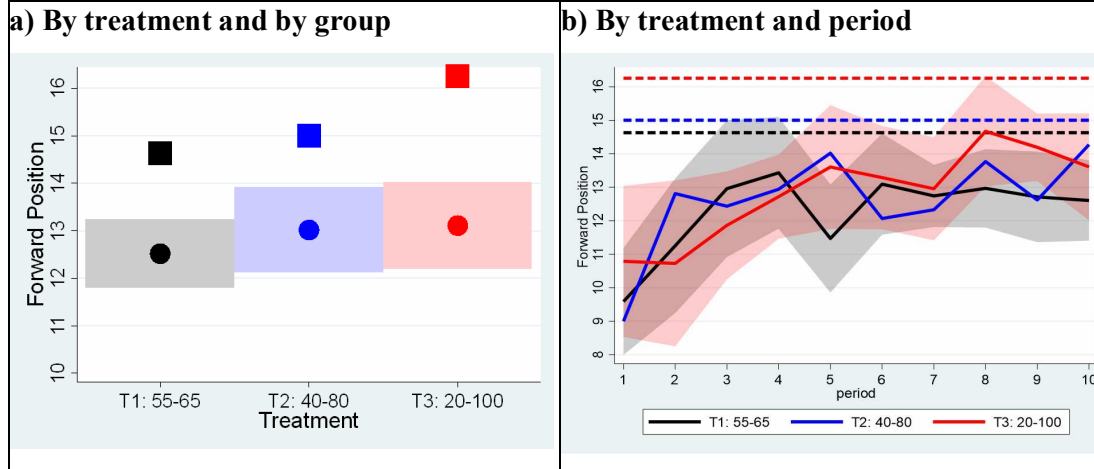 a) By treatment and by group
Forward Position
16
15
14
13
12
11
10
T1: 55-65 T2: 40-80 T3: 20-100
Treatment
b) By treatment and period
Forward Position
16
15
14
13
12
11
10
9
8
1 2 3 4 5 6 7 8 9 10
period
T1: 55-65 T2: 40-80 T3: 20-100